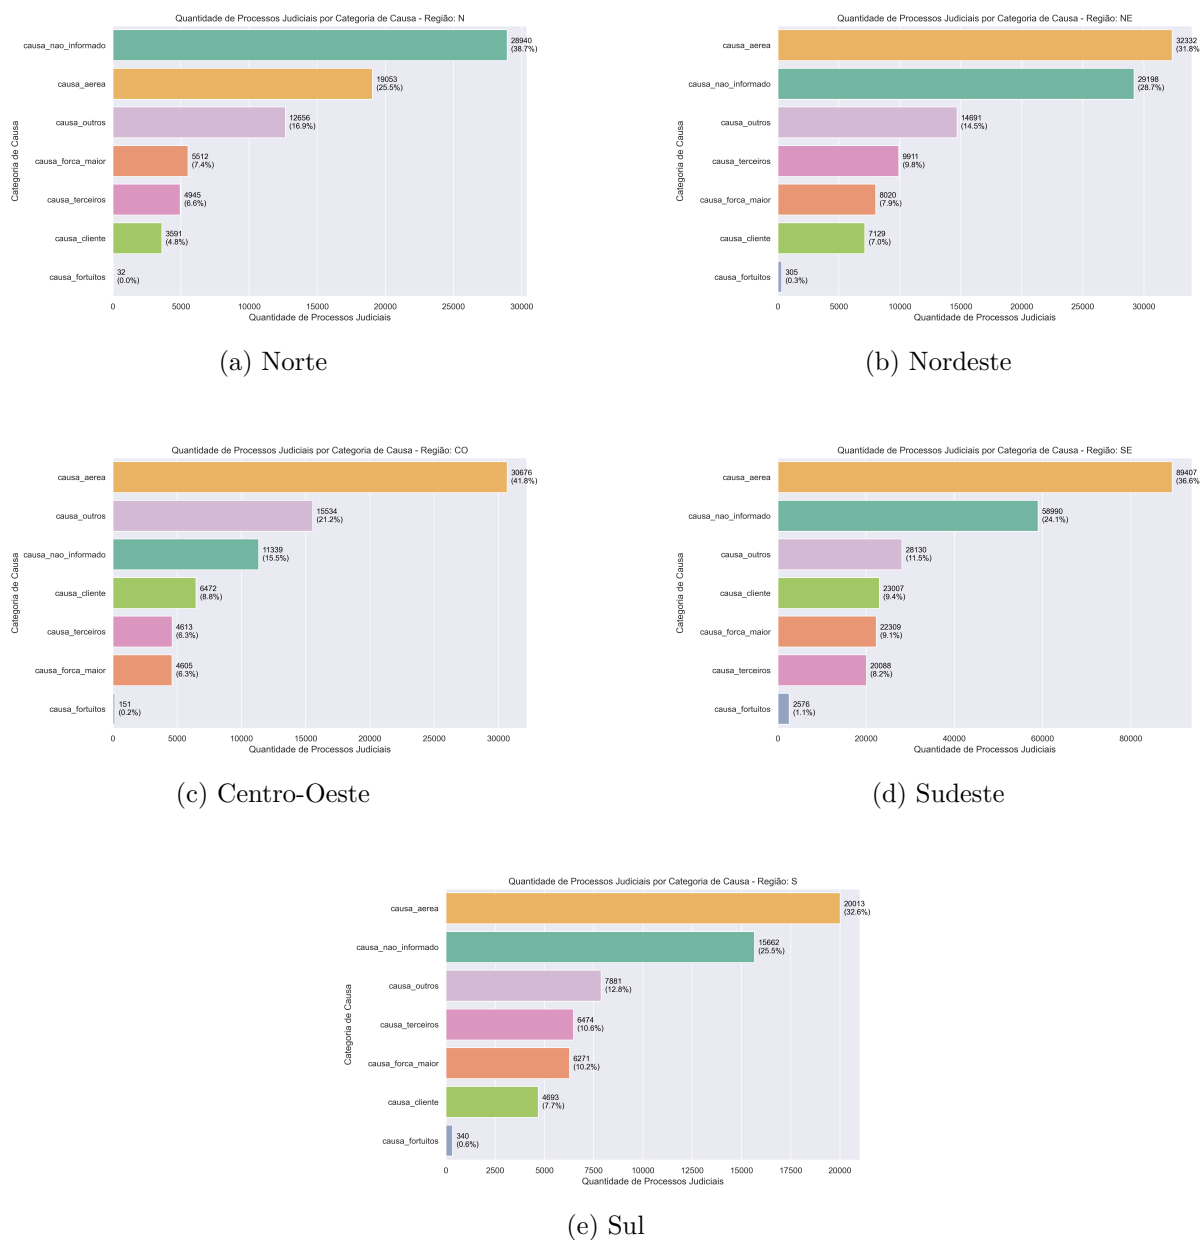 Quantidade de Processos Judiciais por Categoria de Causa - Região: N
Categoria de Causa
causa_nao_informado
28940
(38.7%)
causa_aerea
19053
(25.5%)
causa_outros
12656
(16.9%)
causa_forca_maior
5512
(7.4%)
causa_terceiros
4945
(6.6%)
causa_cliente
3591
(4.8%)
causa_fortuitos
32
(0.0%)
0 5000 10000 15000 20000 25000 30000
Quantidade de Processos Judiciais
(a) Norte
Quantidade de Processos Judiciais por Categoria de Causa - Região: NE
Categoria de Causa
causa_aerea
32332
(31.8%
causa_nao_informado
29198
(28.7%)
causa_outros
14691
(14.5%)
causa_terceiros
9911
(9.8%)
causa_forca_maior
8020
(7.9%)
causa_cliente
7129
(7.0%)
causa_fortuitos
305
(0.3%)
0 5000 10000 15000 20000 25000 30000
Quantidade de Processos Judiciais
(b) Nordeste
Quantidade de Processos Judiciais por Categoria de Causa - Região: CO
Categoria de Causa
causa_aerea
30676
(41.8%)
causa_outros
15534
(21.2%)
causa_nao_informado
11339
(15.5%)
causa_cliente
6472
(8.8%)
causa_terceiros
4613
(6.3%)
causa_forca_maior
4605
(6.3%)
causa_fortuitos
151
(0.2%)
0 5000 10000 15000 20000 25000 30000
Quantidade de Processos Judiciais
(c) Centro-Oeste
Quantidade de Processos Judiciais por Categoria de Causa - Região: SE
Categoria de Causa
causa_aerea
89407
(36.6%
causa_nao_informado
58990
(24.1%)
causa_outros
28130
(11.5%)
causa_cliente
23007
(9.4%)
causa_forca_maior
22309
(9.1%)
causa_terceiros
20088
(8.2%)
causa_fortuitos
2576
(1.1%)
0 20000 40000 60000 80000
Quantidade de Processos Judiciais
(d) Sudeste
Quantidade de Processos Judiciais por Categoria de Causa - Região: S
Categoria de Causa
causa_aerea
20013
(32.6%)
causa_nao_informado
15662
(25.5%)
causa_outros
7881
(12.8%)
causa_terceiros
6474
(10.6%)
causa_forca_maior
6271
(10.2%)
causa_cliente
4693
(7.7%)
causa_fortuitos
340
(0.6%)
0 2500 5000 7500 10000 12500 15000 17500 20000
Quantidade de Processos Judiciais
(e) Sul